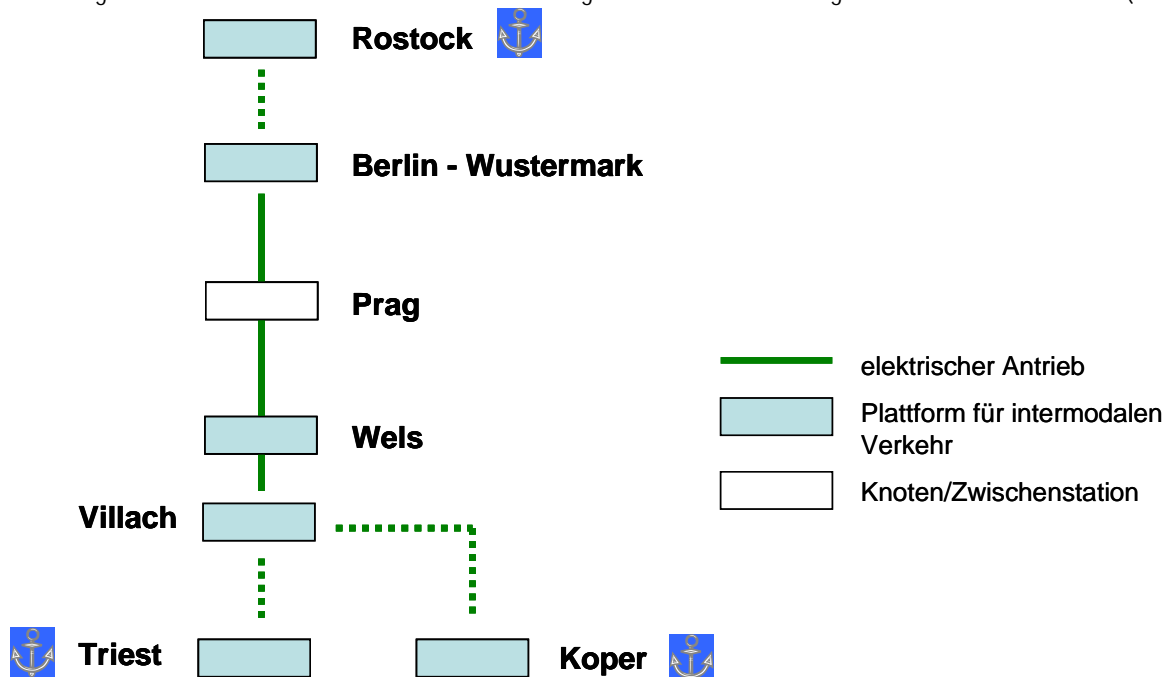 Rostock
Berlin - Wustermark
Prag
elektrischer Antrieb
Plattform für intermodalen
Verkehr
Wels
Knoten/Zwischenstation
Villach
Triest
Koper